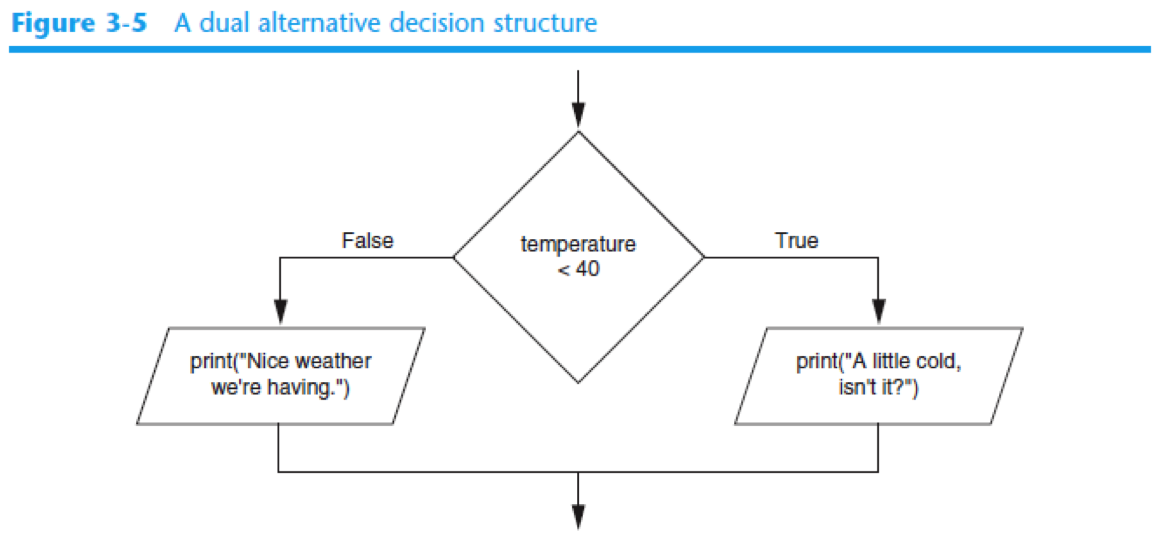 Figure 3-5 A dual alternative decision structure
False
temperature
< 40
True
print("Nice weather
we're having.")
print("A little cold,
isn't it?")